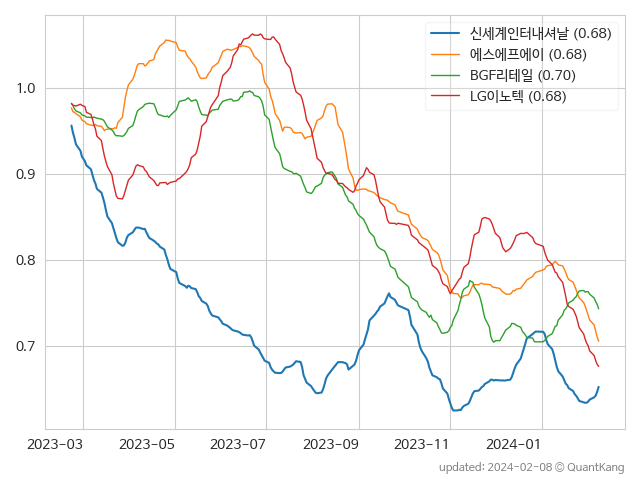 신세계인터내셔날 (0.68)
에스에프에이 (0.68)
BGF리테일 (0.70)
LG이노텍 (0.68)
1.0
0.9
0.8
0.7
2023-03 2023-05 2023-07 2023-09 2023-11 2024-01
updated: 2024-02-08 © QuantKang